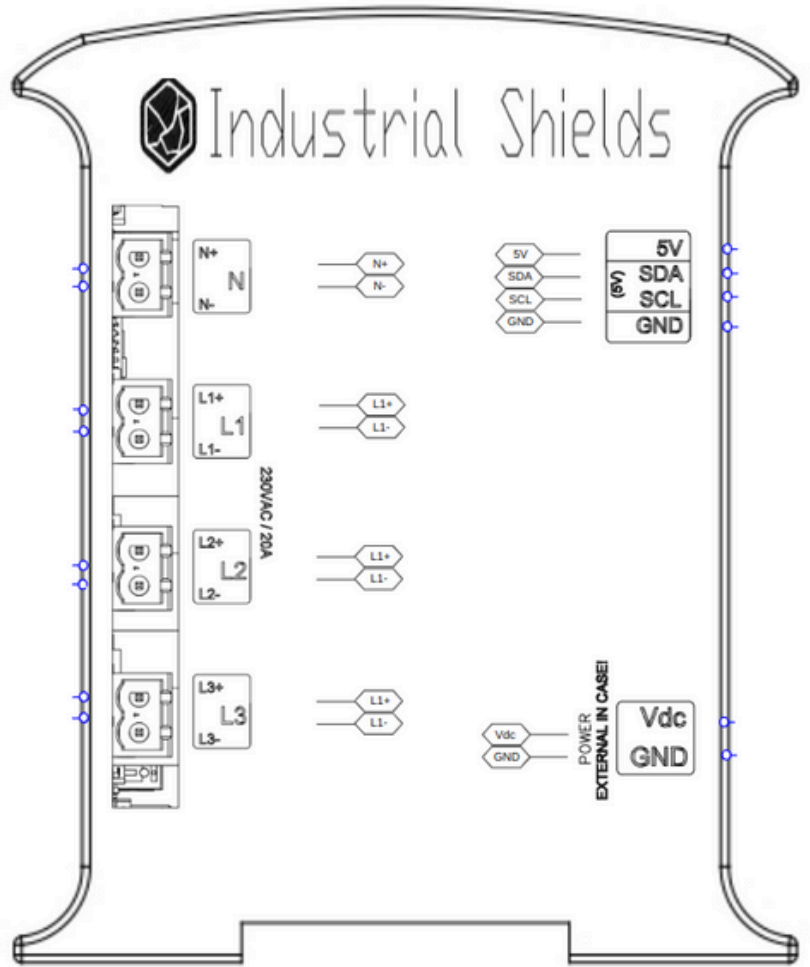 Industrial Shields
N+
N
N-
N+
N-
5V
SDA
SCL
GND
(5V)
5V
SDA
SCL
GND
L1+
L1
L1-
L1+
L1-
230VAC / 20A
L2+
L2
L2-
L1+
L1-
L3+
L3
L3-
L1+
L1-
Vdc
GND
POWER
EXTERNAL IN CASE!
Vdc
GND